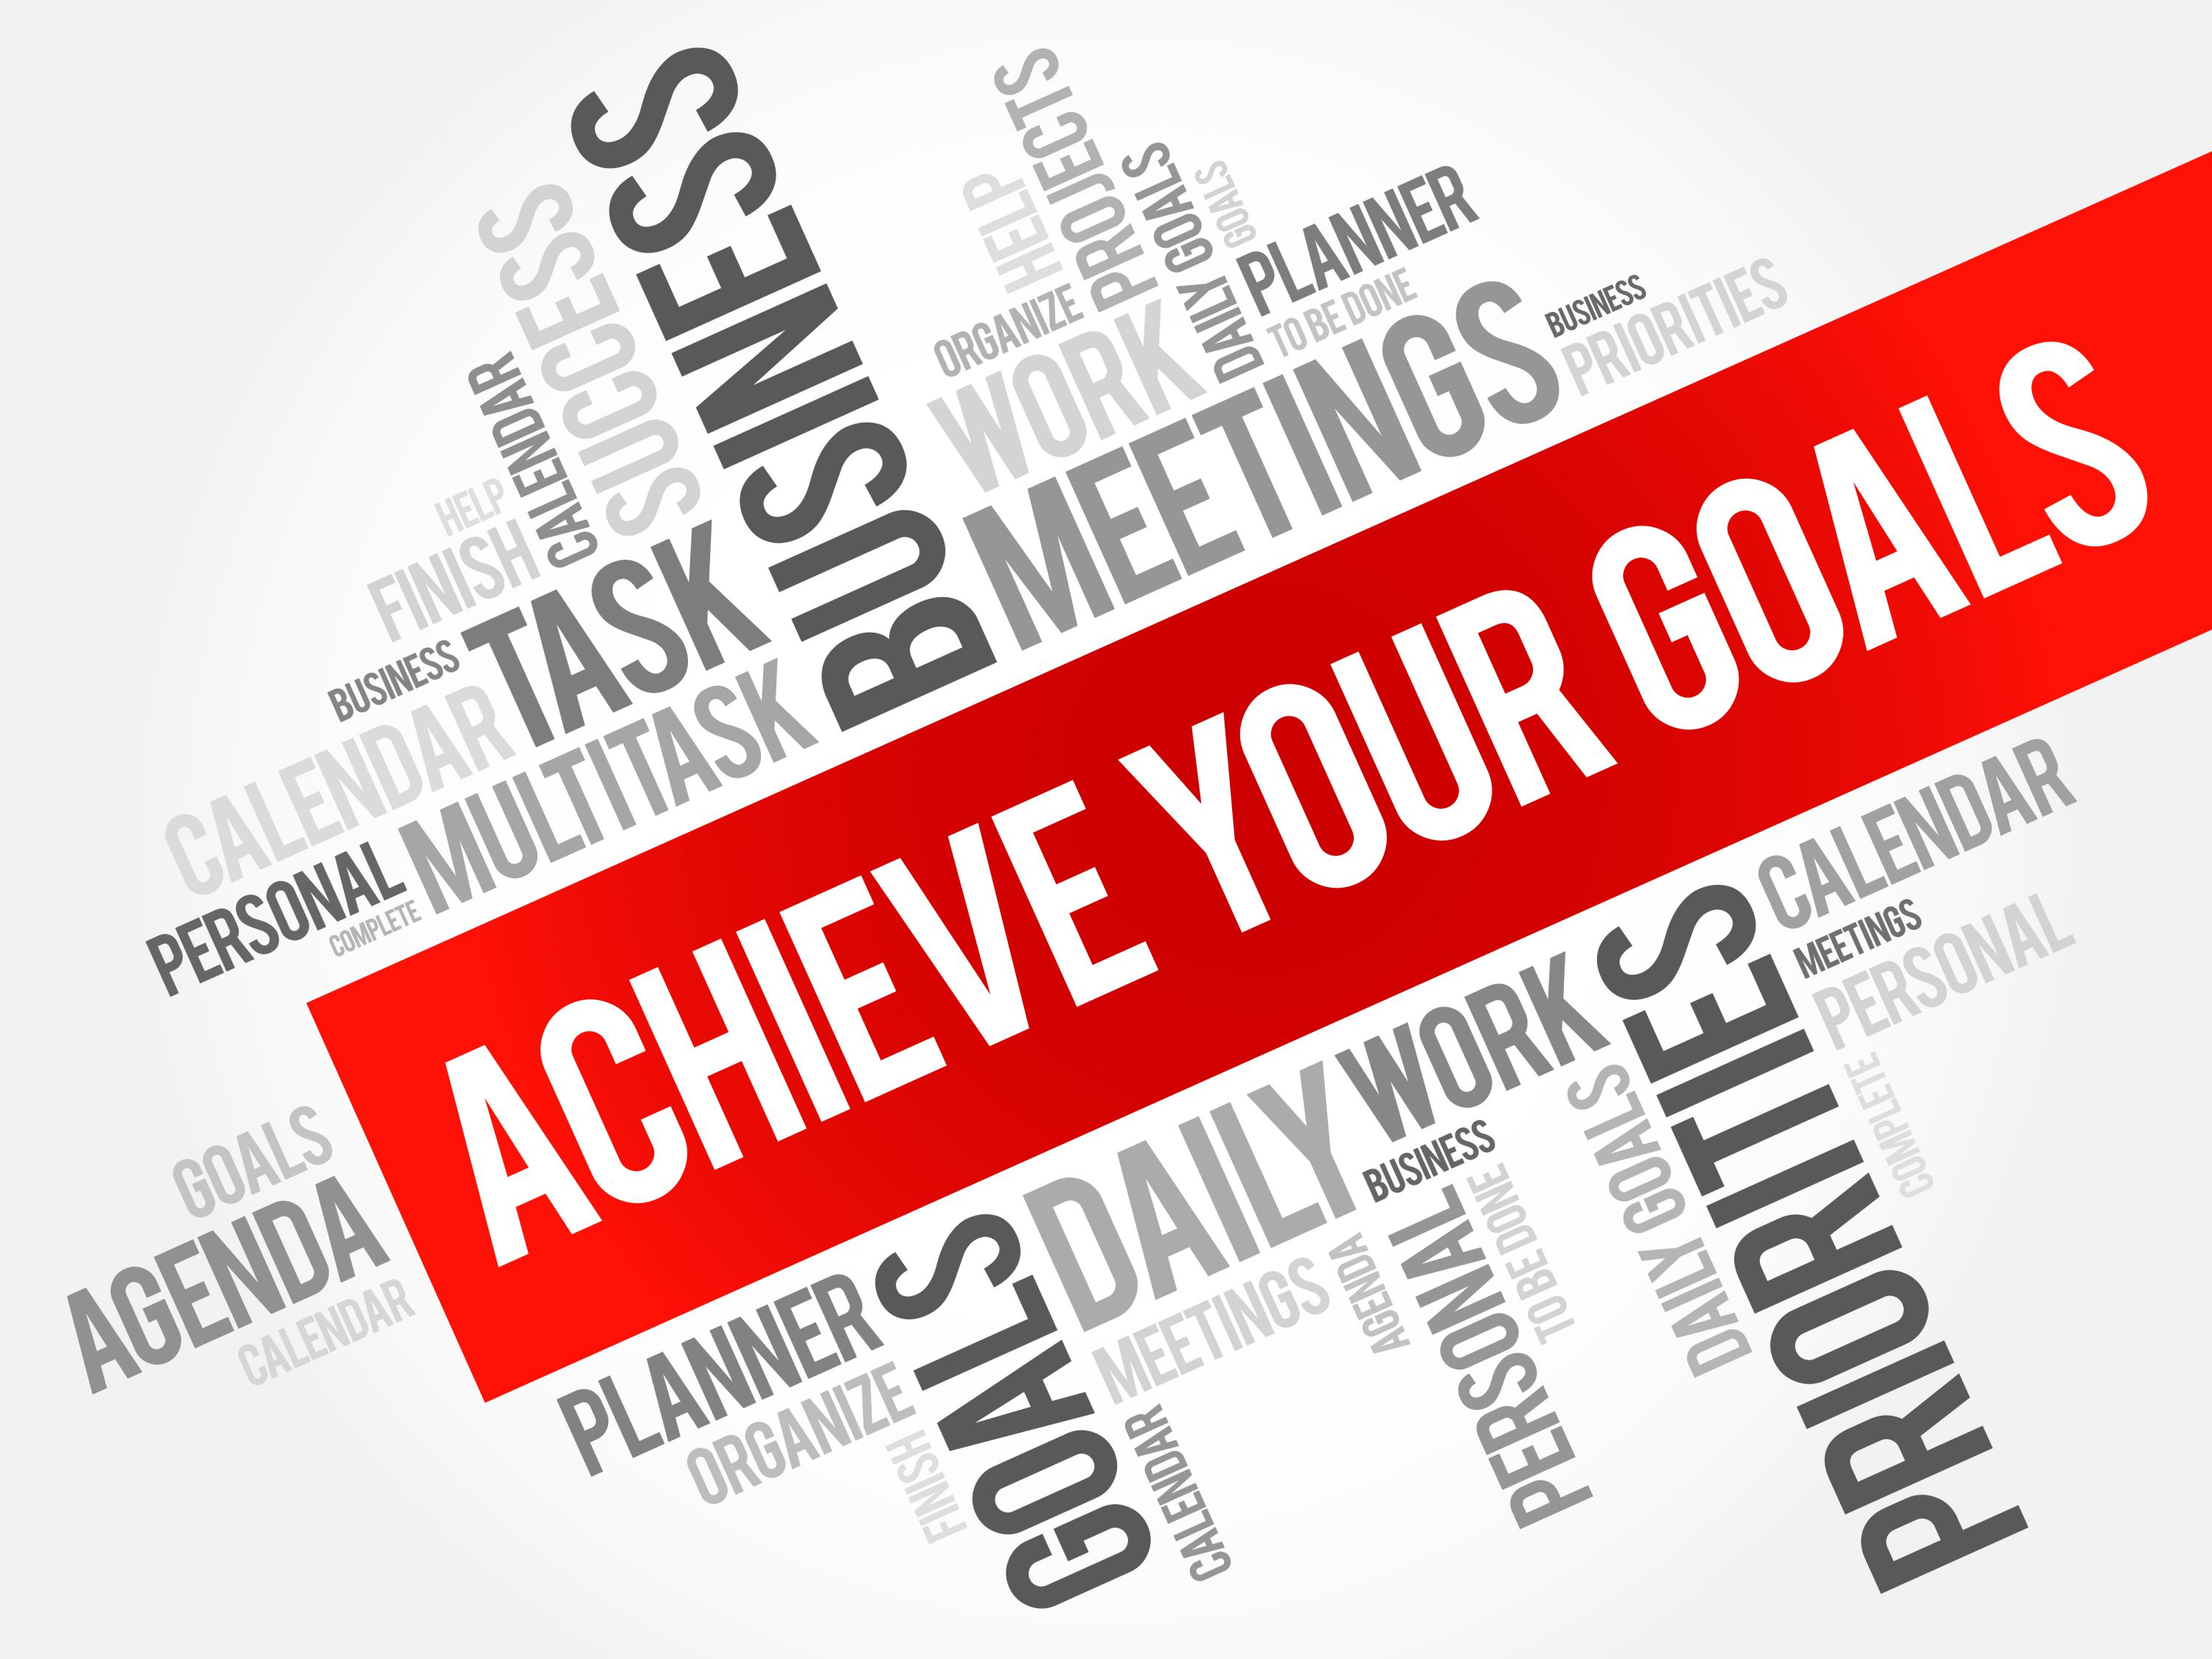 HELP
FINISH
CALENDAR
SUCCESS
BUSINESS
TASK
BUSINESS
CALENDAR
MULTITASK
PERSONAL
COMPLETE
HELP
PROJECTS
ORGANIZE
WORK
DAILY GOALS
GOALS
PLANNER
TO BE DONE
MEETINGS
BUSINESS
PRIORITIES
ACHIEVE YOUR GOALS
GOALS
AGENDA
CALENDAR
PLANNER
ORGANIZE
FINISH
GOALS
DAILY
MEETINGS
CALENDAR
WORK
BUSINESS
AGENDA
PERSONAL
TO BE DONE
DAILY GOALS
PRIORITIES
CALENDAR
MEETINGS
PERSONAL
COMPLETE